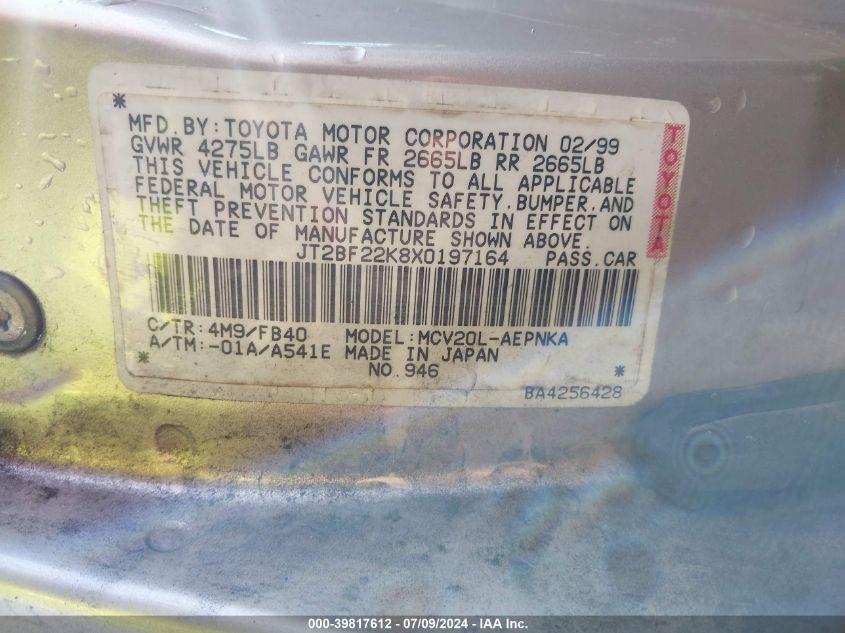 * MFD.BY:TOYOTA MOTOR CORPORATION 02/99
GVWR 4275LB GAWR FR 2665LB RR 2665LB
THIS VEHICLE CONFORMS TO ALL APPLICABLE
FEDERAL MOTOR VEHICLE SAFETY,BUMPER,AND
THEFT PREVENTION STANDARDS IN EFFECT ON
THE DATE OF MANUFACTURE SHOWN ABOVE.
JT2BF22K8X0197164 PASS.CAR
TOYOTA
C/TR:4M9/FB40 MODEL:MCV20L-AEPNKA
A/TM:-01A/A541E MADE IN JAPAN
* NO.946 *
BA4256428
000-39817612 - 07/09/2024 - IAA Inc.